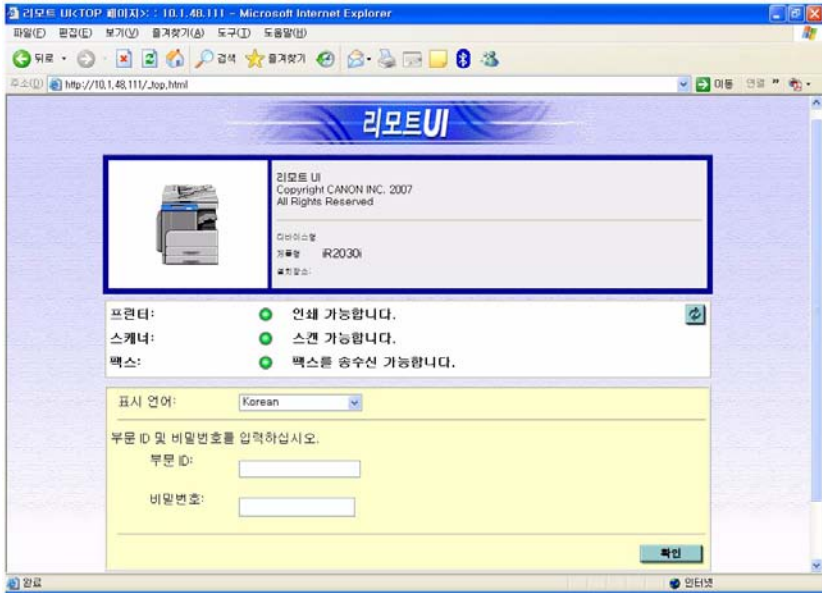 리모트 UI<TOP 페이지> : 10.1.48.111 - Microsoft Internet Explorer
파일(F) 편집(E) 보기(V) 즐겨찾기(A) 도구(T) 도움말(H)
뒤로 검색 즐겨찾기
주소(D) http://10.1.48.111/_top.html 이동 연결 »
리모트UI
리모트 UI
Copyright CANON INC. 2007
All Rights Reserved
디바이스명
제품명 iR2030i
설치장소:
프린터: 인쇄 가능합니다.
스캐너: 스캔 가능합니다.
팩스: 팩스를 송수신 가능합니다.
표시 언어: Korean
부문 ID 및 비밀번호를 입력하십시오.
부문 ID:
비밀번호:
확인
완료 인터넷